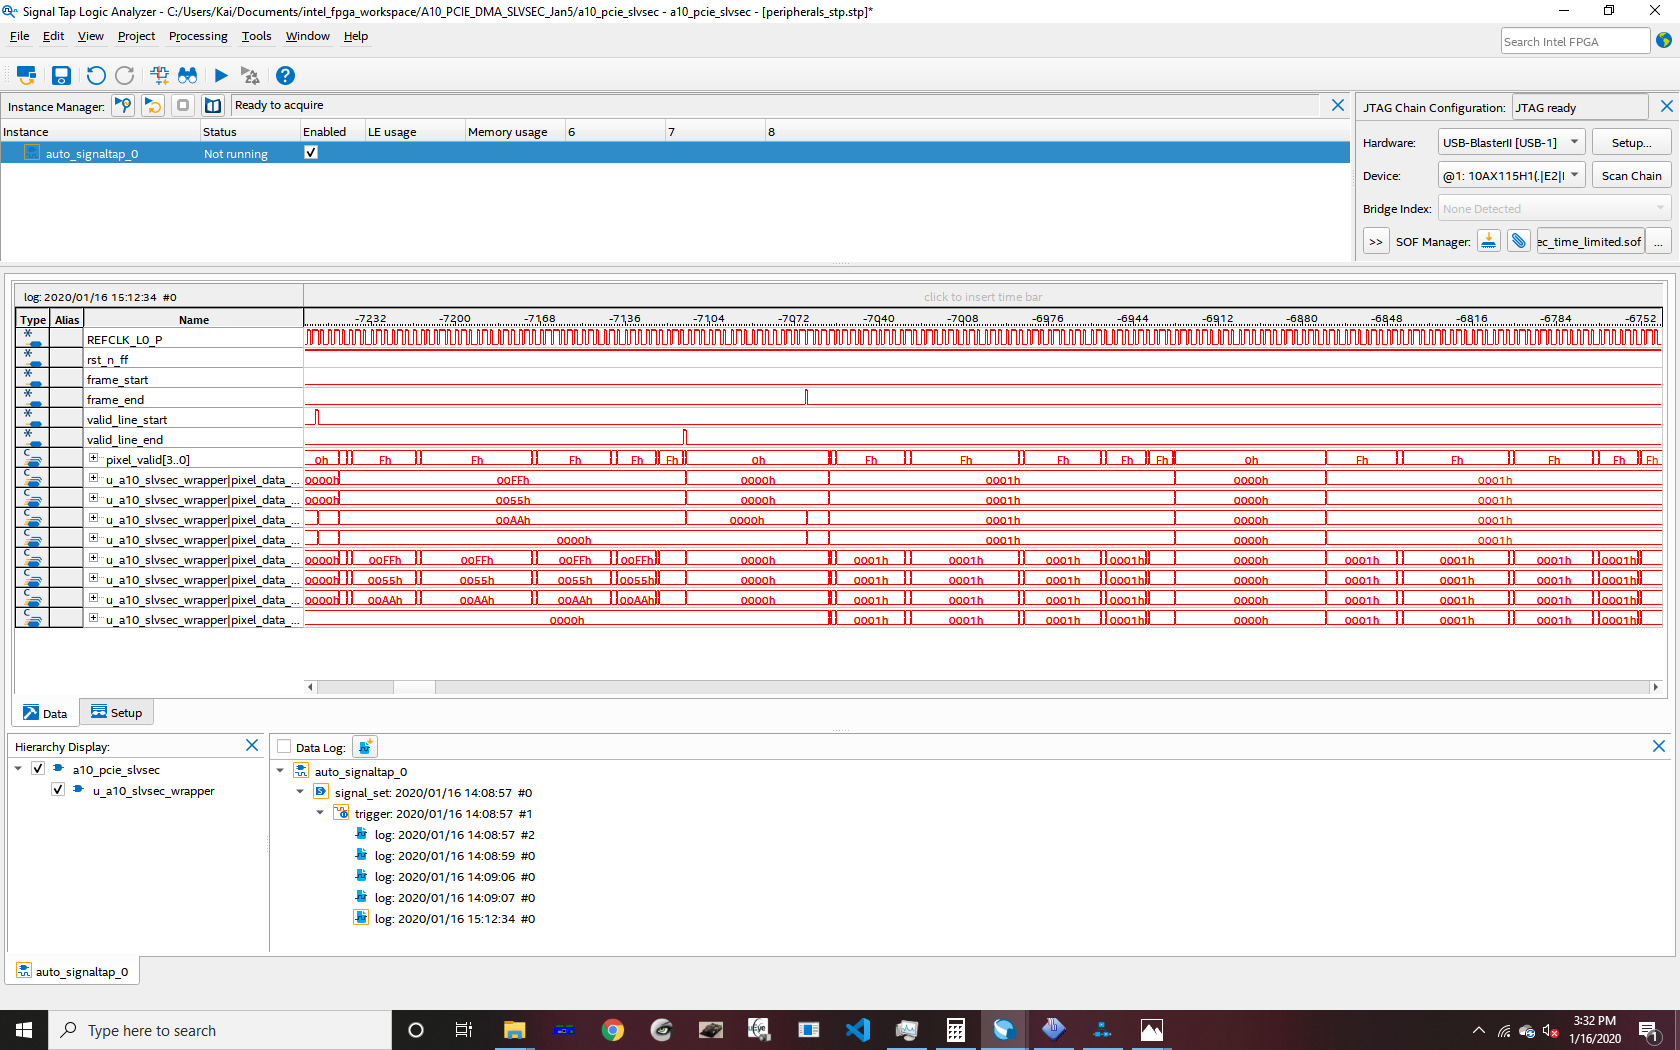 Signal Tap Logic Analyzer - C:/Users/Kai/Documents/intel_fpga_workspace/A10_PCIE_DMA_SLVSEC_Jan5/a10_pcie_slvsec - a10_pcie_slvsec - [peripherals_stp.stp]*
File Edit View Project Processing Tools Window Help
Search Intel FPGA
Instance Manager: Ready to acquire
Instance Status Enabled LE usage Memory usage 6 7 8
auto_signaltap_0 Not running
JTAG Chain Configuration: JTAG ready
Hardware: USB-BlasterII [USB-1] Setup...
Device: @1: 10AX115H1(.|E2|I Scan Chain
Bridge Index: None Detected
>> SOF Manager: ec_time_limited.sof ...
log: 2020/01/16 15:12:34 #0 click to insert time bar
Type Alias Name -7232 -7200 -7168 -7136 -7104 -7072 -7040 -7008 -6976 -6944 -6912 -6880 -6848 -6816 -6784 -6752
REFCLK_L0_P
rst_n_ff
frame_start
frame_end
valid_line_start
valid_line_end
pixel_valid[3..0] 0h Fh Fh Fh Fh Fh 0h Fh Fh Fh Fh Fh 0h Fh Fh Fh Fh Fh
u_a10_slvsec_wrapper|pixel_data_... 0000h 00FFh 0000h 0001h 0000h 0001h
u_a10_slvsec_wrapper|pixel_data_... 0000h 0055h 0000h 0001h 0000h 0001h
u_a10_slvsec_wrapper|pixel_data_... 00AAh 0000h 0001h 0000h 0001h
u_a10_slvsec_wrapper|pixel_data_... 0000h 0001h 0000h 0001h
u_a10_slvsec_wrapper|pixel_data_... 0000h 00FFh 00FFh 00FFh 00FFh 0000h 0001h 0001h 0001h 0001h 0000h 0001h 0001h 0001h 0001h
u_a10_slvsec_wrapper|pixel_data_... 0000h 0055h 0055h 0055h 0055h 0000h 0001h 0001h 0001h 0001h 0000h 0001h 0001h 0001h 0001h
u_a10_slvsec_wrapper|pixel_data_... 0000h 00AAh 00AAh 00AAh 00AAh 0000h 0001h 0001h 0001h 0001h 0000h 0001h 0001h 0001h 0001h
u_a10_slvsec_wrapper|pixel_data_... 0000h 0001h 0001h 0001h 0001h 0000h 0001h 0001h 0001h 0001h
Data Setup
Hierarchy Display:
a10_pcie_slvsec
u_a10_slvsec_wrapper
Data Log:
auto_signaltap_0
signal_set: 2020/01/16 14:08:57 #0
trigger: 2020/01/16 14:08:57 #1
log: 2020/01/16 14:08:57 #2
log: 2020/01/16 14:08:59 #0
log: 2020/01/16 14:09:06 #0
log: 2020/01/16 14:09:07 #0
log: 2020/01/16 15:12:34 #0
auto_signaltap_0
Type here to search
3:32 PM
1/16/2020
1